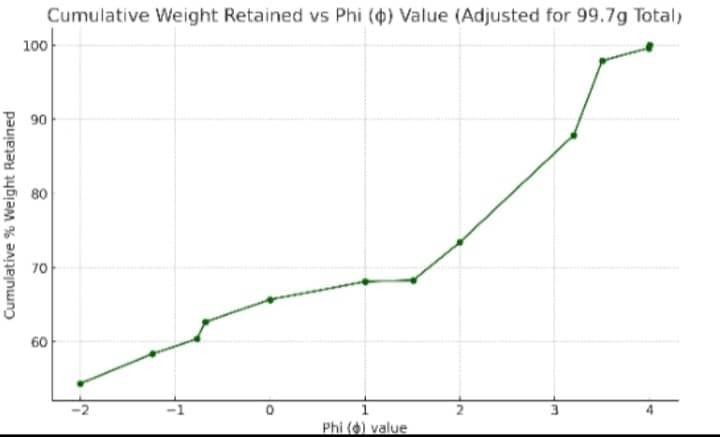 Cumulative Weight Retained vs Phi (ϕ) Value (Adjusted for 99.7g Total)
Cumulative % Weight Retained
100
90
80
70
60
−2 −1 0 1 2 3 4
Phi (ϕ) value